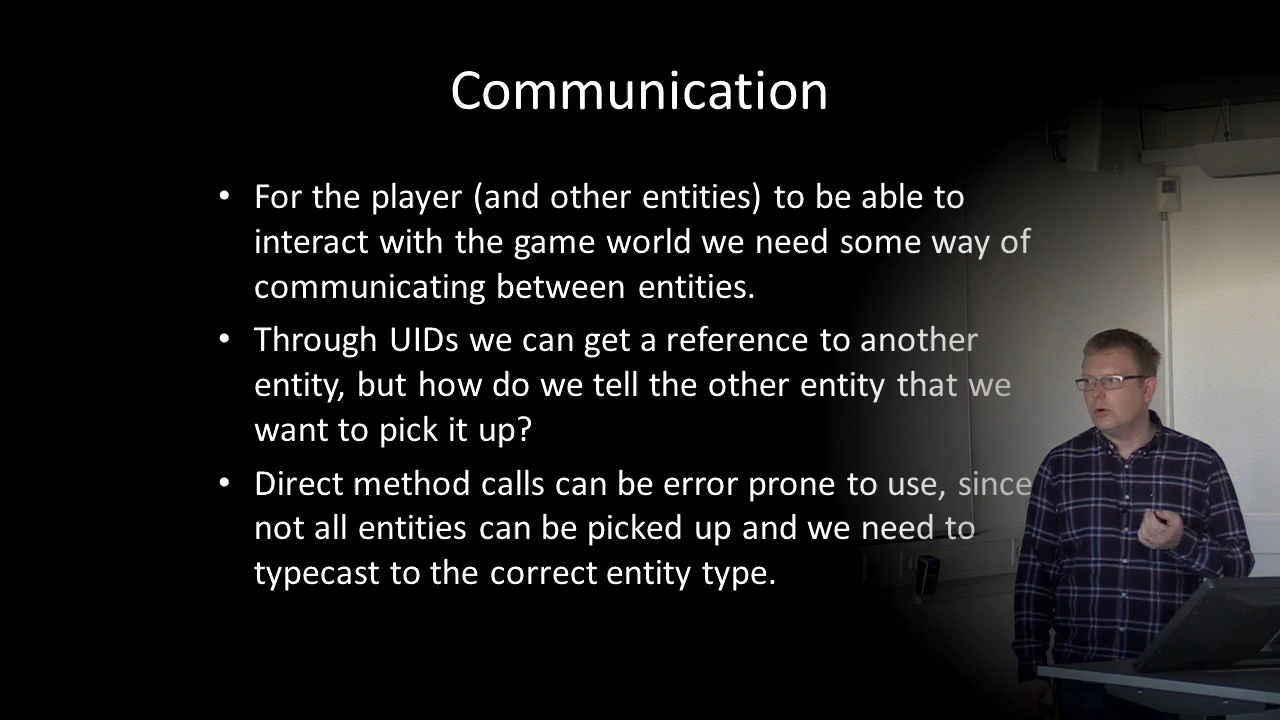 Communication
• For the player (and other entities) to be able to
interact with the game world we need some way of
communicating between entities.
• Through UIDs we can get a reference to another
entity, but how do we tell the other entity that we
want to pick it up?
• Direct method calls can be error prone to use, since
not all entities can be picked up and we need to
typecast to the correct entity type.